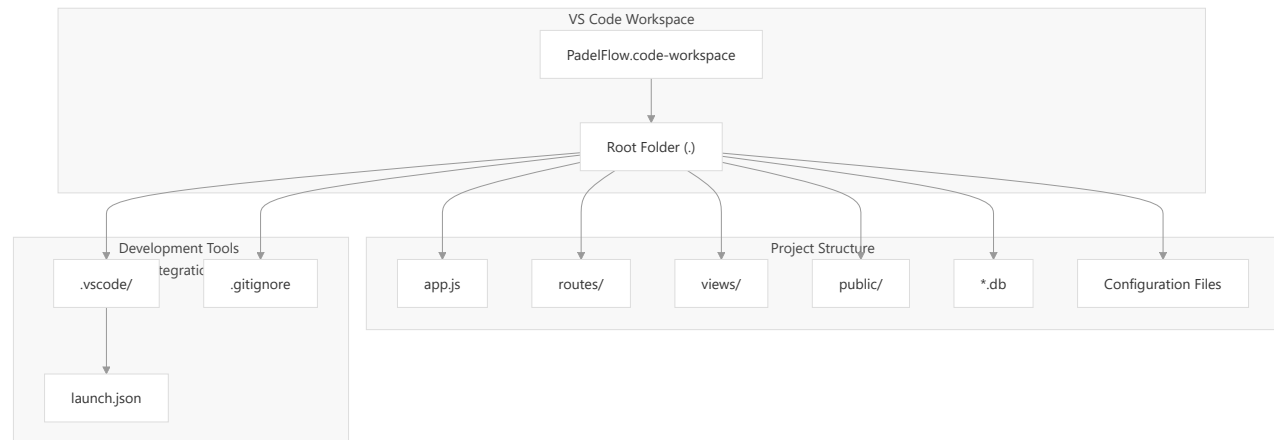 VS Code Workspace
PadelFlow.code-workspace
Root Folder (.)
Development Tools
Project Structure
.vscode/
.gitignore
app.js
routes/
views/
public/
*.db
Configuration Files
launch.json